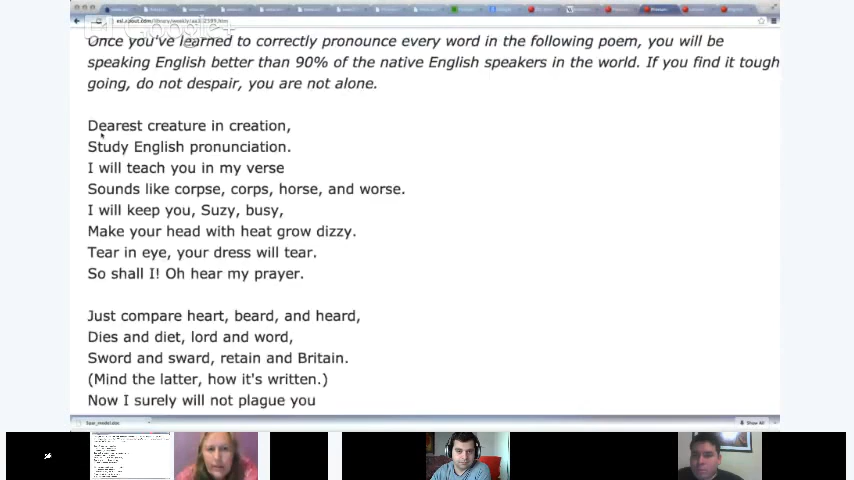 Google+
Once you've learned to correctly pronounce every word in the following poem, you will be
speaking English better than 90% of the native English speakers in the world. If you find it tough
going, do not despair, you are not alone.
Dearest creature in creation,
Study English pronunciation.
I will teach you in my verse
Sounds like corpse, corps, horse, and worse.
I will keep you, Suzy, busy,
Make your head with heat grow dizzy.
Tear in eye, your dress will tear.
So shall I! Oh hear my prayer.
Just compare heart, beard, and heard,
Dies and diet, lord and word,
Sword and sward, retain and Britain.
(Mind the latter, how it's written.)
Now I surely will not plague you
Show All